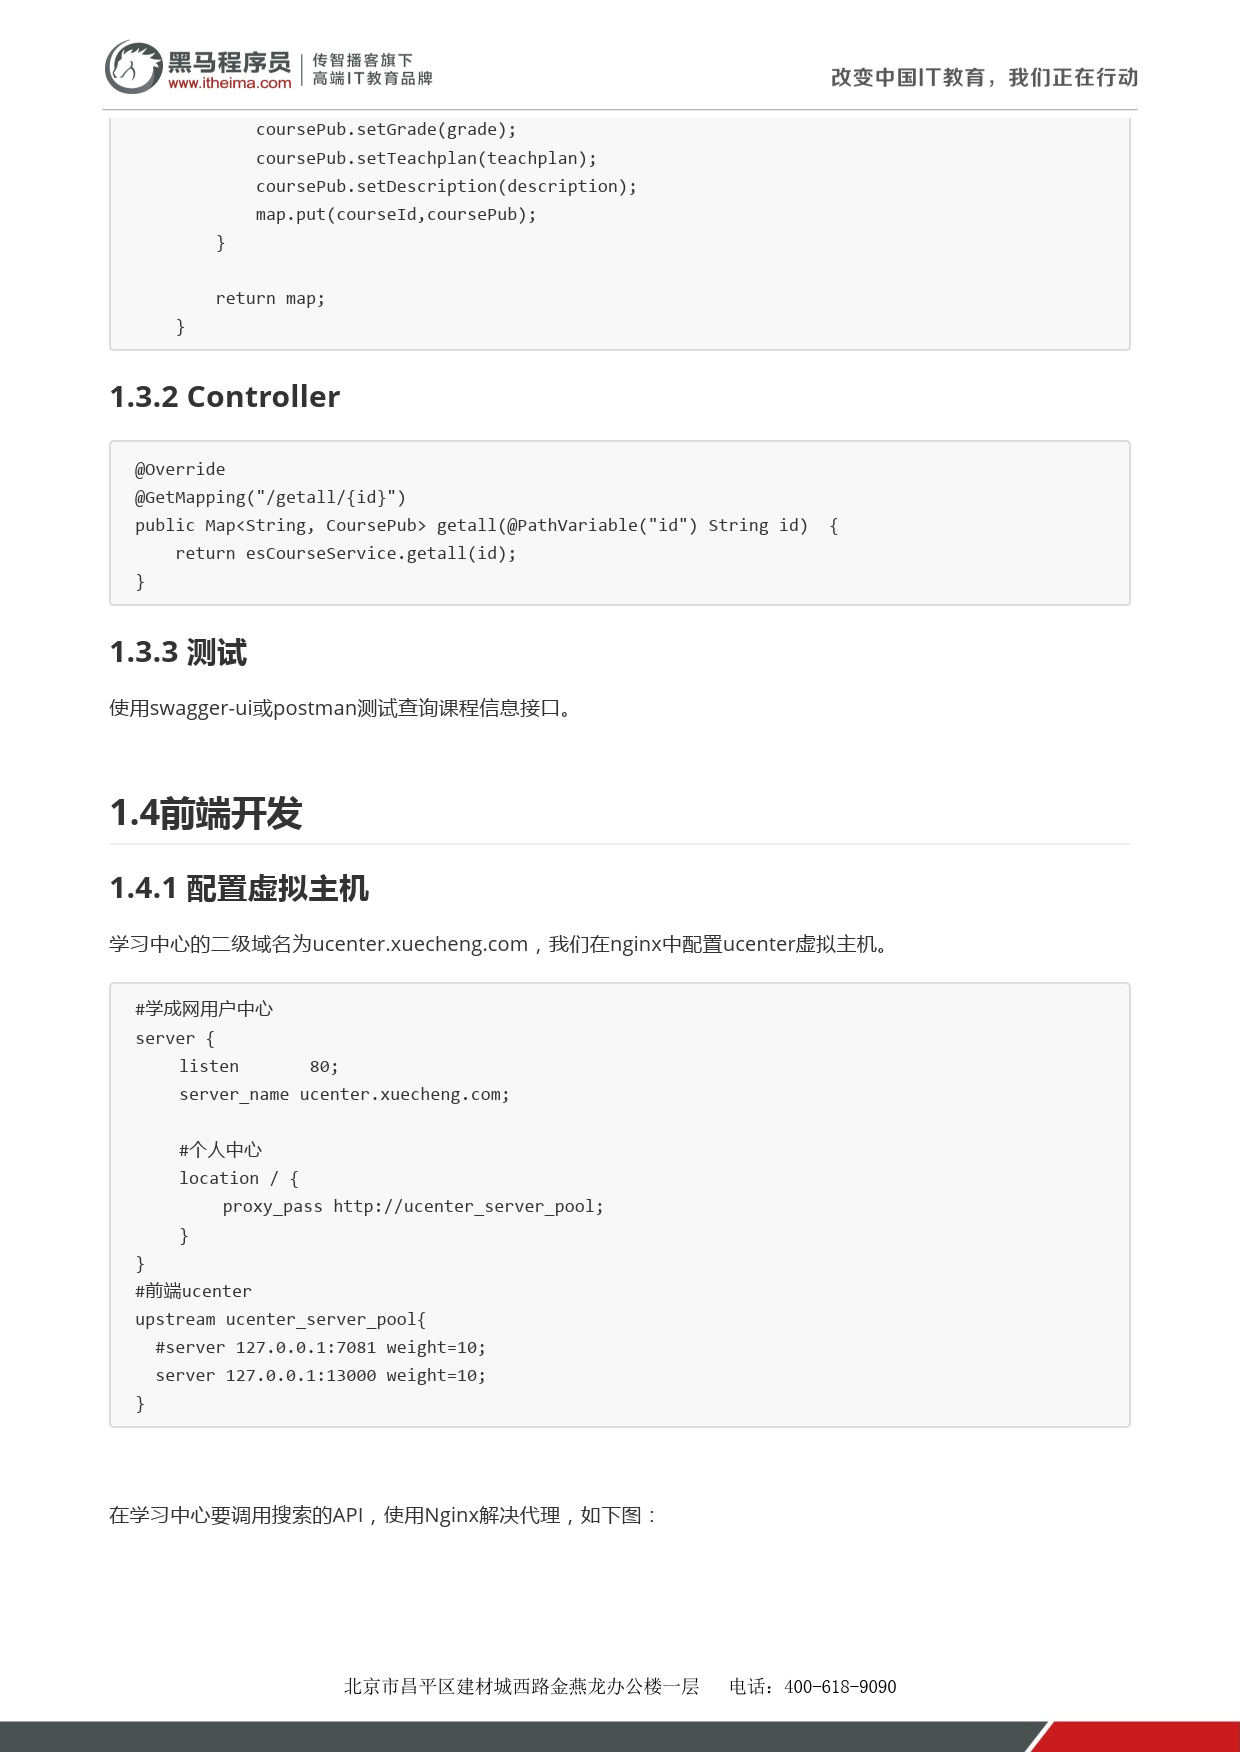 黑马程序员
www.itheima.com
传智播客旗下
高端IT教育品牌
改变中国IT教育，我们正在行动
coursePub.setGrade(grade);
coursePub.setTeachplan(teachplan);
coursePub.setDescription(description);
map.put(courseId,coursePub);
}
return map;
}
1.3.2 Controller
@Override
@GetMapping("/getall/{id}")
public Map<String, CoursePub> getall(@PathVariable("id") String id)  {
return esCourseService.getall(id);
}
1.3.3 测试
使用swagger-ui或postman测试查询课程信息接口。
1.4前端开发
1.4.1 配置虚拟主机
学习中心的二级域名为ucenter.xuecheng.com，我们在nginx中配置ucenter虚拟主机。
#学成网用户中心
server {
listen       80;
server_name ucenter.xuecheng.com;
#个人中心
location / {
proxy_pass http://ucenter_server_pool;
}
}
#前端ucenter
upstream ucenter_server_pool{
#server 127.0.0.1:7081 weight=10;
server 127.0.0.1:13000 weight=10;
}
在学习中心要调用搜索的API，使用Nginx解决代理，如下图：
北京市昌平区建材城西路金燕龙办公楼一层 电话：400-618-9090